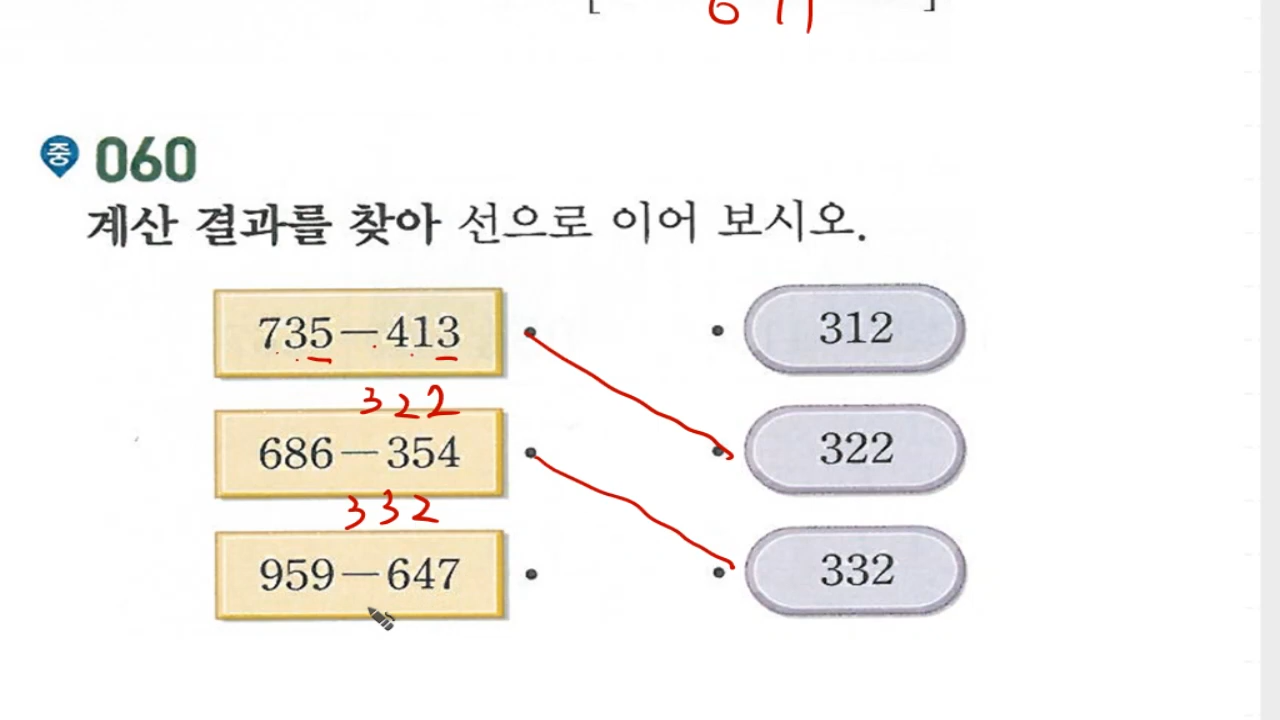 중 060
계산 결과를 찾아 선으로 이어 보시오.
735-413 312
322
686-354 322
332
959-647 332